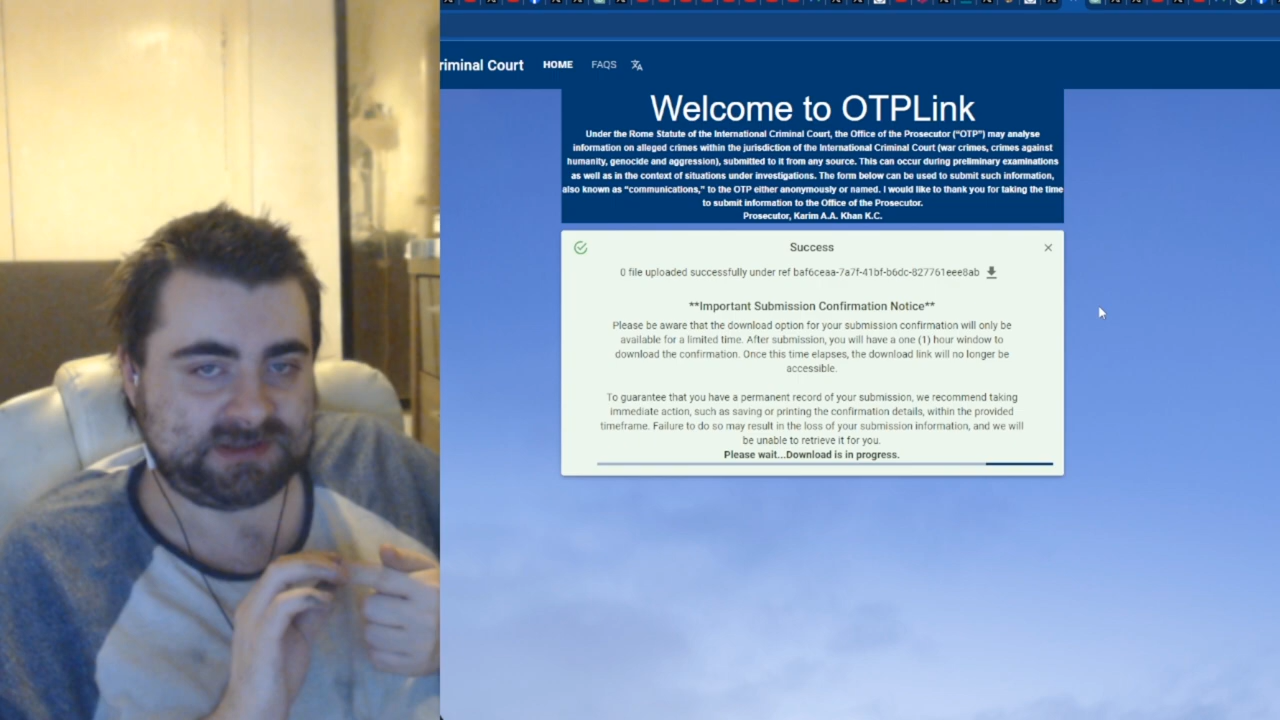 riminal Court HOME FAQS
Welcome to OTPLink
Under the Rome Statute of the International Criminal Court, the Office of the Prosecutor (“OTP”) may analyse
information on alleged crimes within the jurisdiction of the International Criminal Court (war crimes, crimes against
humanity, genocide and aggression), submitted to it from any source. This can occur during preliminary examinations
as well as in the context of situations under investigations. The form below can be used to submit such information,
also known as “communications,” to the OTP either anonymously or named. I would like to thank you for taking the time
to submit information to the Office of the Prosecutor.
Prosecutor, Karim A.A. Khan K.C.
Success
0 file uploaded successfully under ref baf6ceaa-7a7f-41bf-b6dc-827761eee8ab
**Important Submission Confirmation Notice**
Please be aware that the download option for your submission confirmation will only be
available for a limited time. After submission, you will have a one (1) hour window to
download the confirmation. Once this time elapses, the download link will no longer be
accessible.
To guarantee that you have a permanent record of your submission, we recommend taking
immediate action, such as saving or printing the confirmation details, within the provided
timeframe. Failure to do so may result in the loss of your submission information, and we will
be unable to retrieve it for you.
Please wait...Download is in progress.